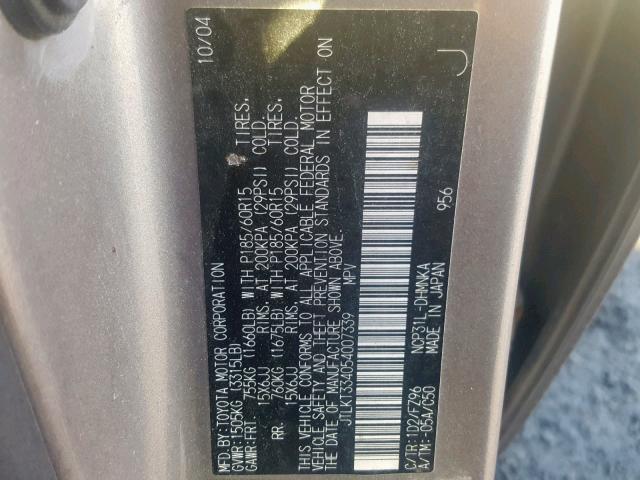 10/04
MFD.BY:TOYOTA MOTOR CORPORATION
GVWR:1505KG (3315LB)
GAWR:FRT. 755KG (1660LB) WITH P185/60R15 TIRES.
15X6JJ RIMS, AT 200KPA (29PSI) COLD.
RR. 760KG (1675LB) WITH P185/60R15 TIRES.
15X6JJ RIMS, AT 200KPA (29PSI) COLD.
THIS VEHICLE CONFORMS TO ALL APPLICABLE FEDERAL MOTOR
VEHICLE SAFETY AND THEFT PREVENTION STANDARDS IN EFFECT ON
THE DATE OF MANUFACTURE SHOWN ABOVE.
JTLKT334054007339 MPV
J
956
C/TR:1D2/FZ96 NCP31L-DHMNKA
A/TM:-05A/C50 MADE IN JAPAN